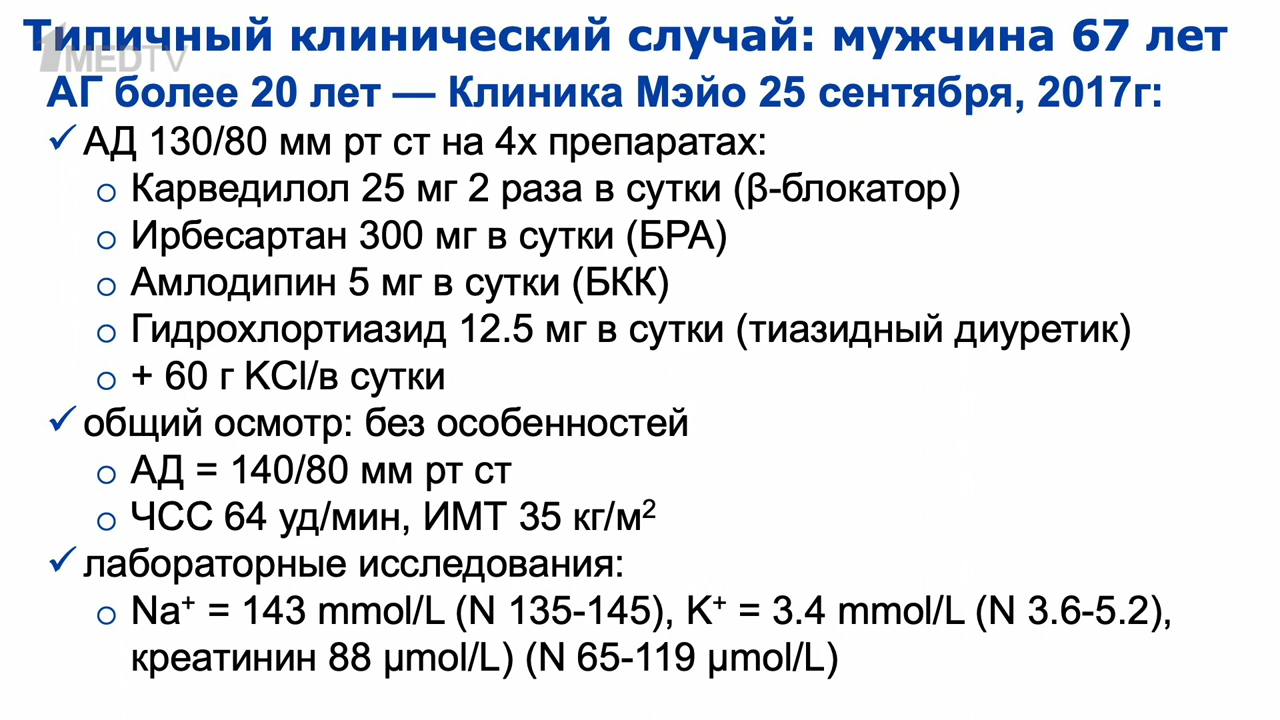 Типичный клинический случай: мужчина 67 лет
1MEDTV
АГ более 20 лет — Клиника Мэйо 25 сентября, 2017г:
✓ АД 130/80 мм рт ст на 4х препаратах:
o Карведилол 25 мг 2 раза в сутки (β-блокатор)
o Ирбесартан 300 мг в сутки (БРА)
o Амлодипин 5 мг в сутки (БКК)
o Гидрохлортиазид 12.5 мг в сутки (тиазидный диуретик)
o + 60 г KCl/в сутки
✓ общий осмотр: без особенностей
o АД = 140/80 мм рт ст
o ЧСС 64 уд/мин, ИМТ 35 кг/м²
✓ лабораторные исследования:
o Na⁺ = 143 mmol/L (N 135-145), K⁺ = 3.4 mmol/L (N 3.6-5.2),
креатинин 88 μmol/L) (N 65-119 μmol/L)